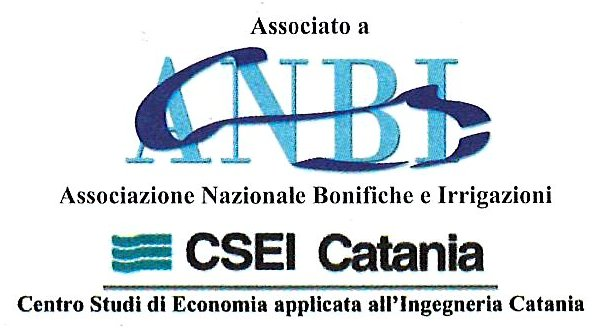 Associato a
ANBI
Associazione Nazionale Bonifiche e Irrigazioni
CSEI Catania
Centro Studi di Economia applicata all'Ingegneria Catania